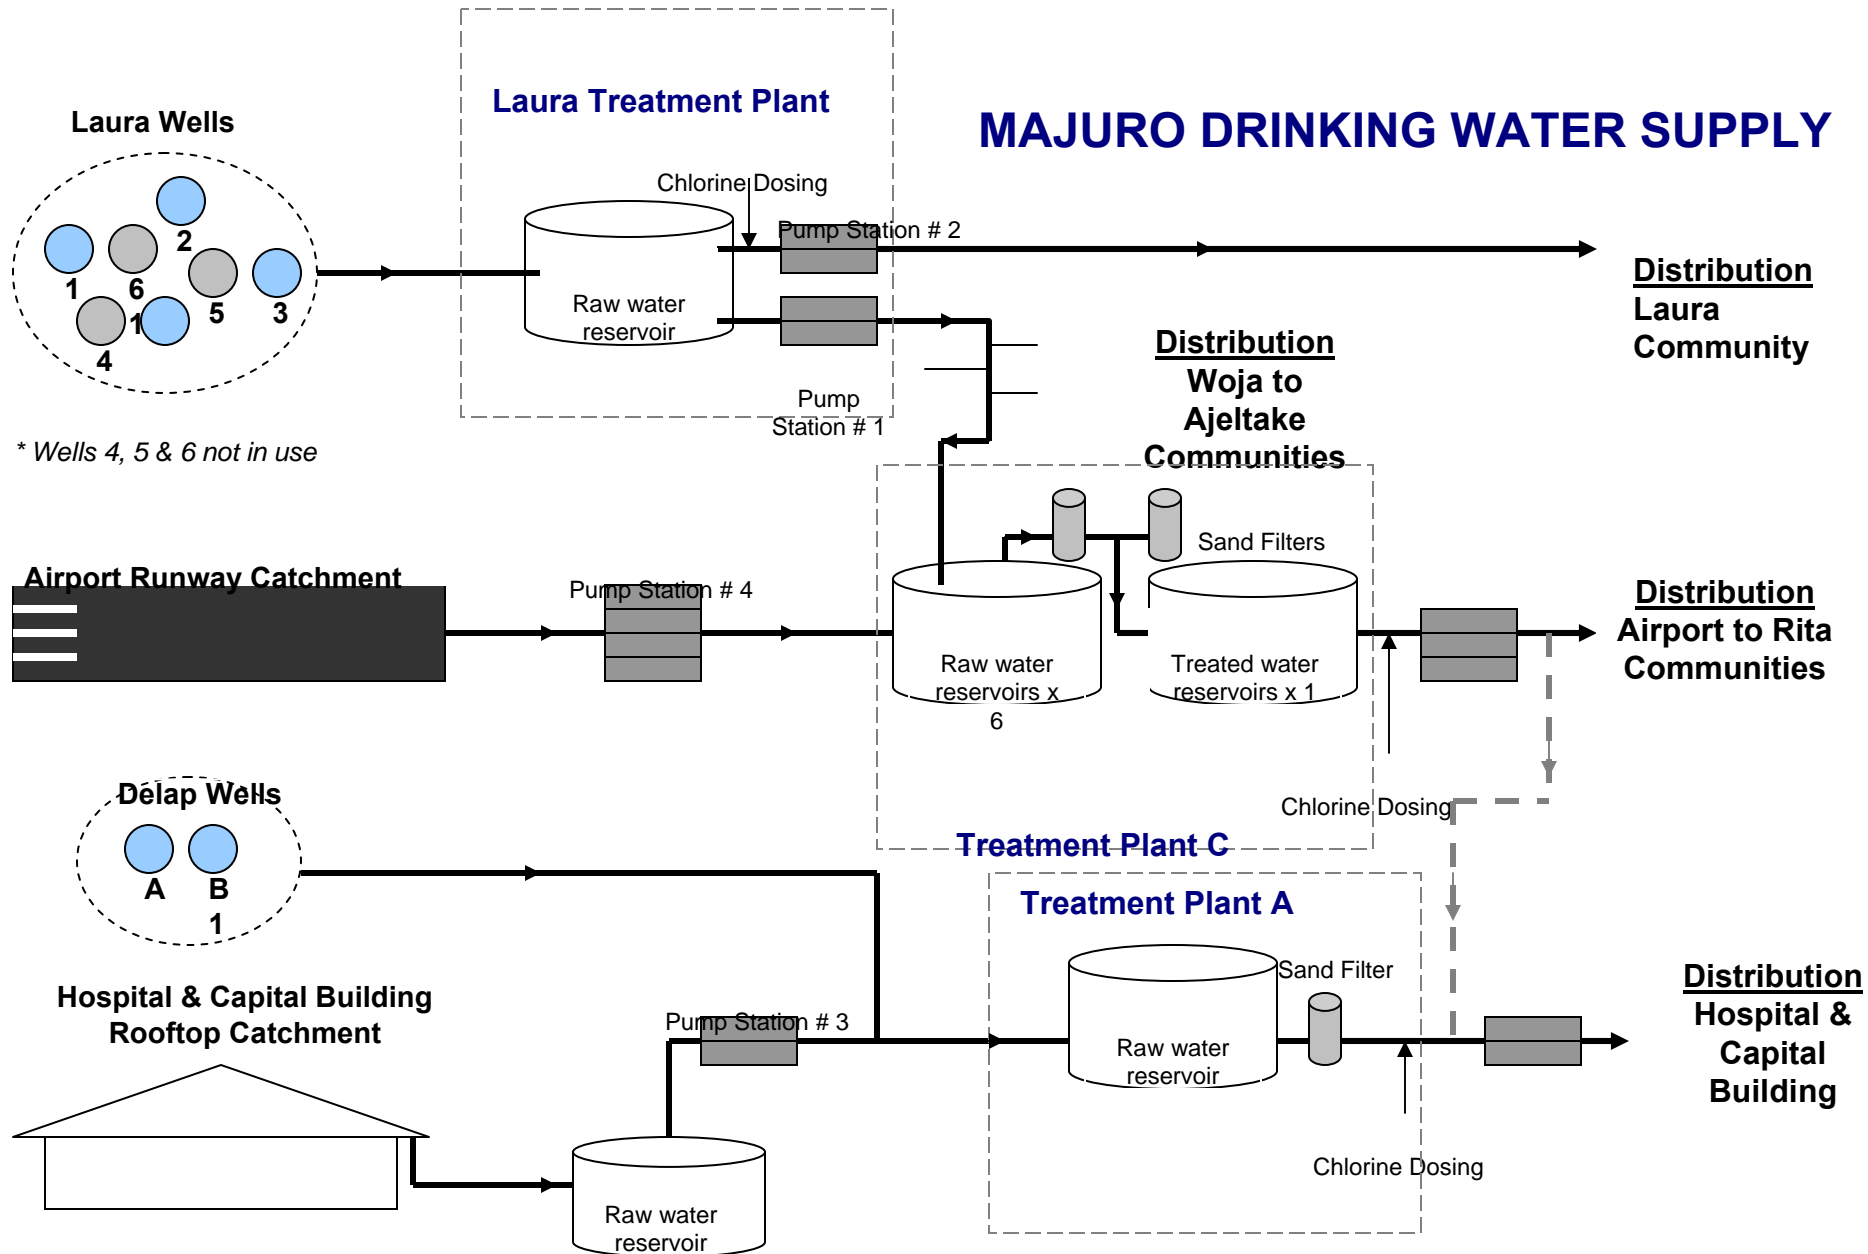 MAJURO DRINKING WATER SUPPLY
Laura Wells
1
6
2
5
3
4
1
* Wells 4, 5 & 6 not in use
Laura Treatment Plant
Chlorine Dosing
Pump Station # 2
Raw water
reservoir
Pump
Station # 1
Distribution
Laura
Community
Distribution
Woja to
Ajeltake
Communities
Airport Runway Catchment
Pump Station # 4
Sand Filters
Raw water
reservoirs x
6
Treated water
reservoirs x 1
Chlorine Dosing
Treatment Plant C
Distribution
Airport to Rita
Communities
Delap Wells
A
B
1
Hospital & Capital Building
Rooftop Catchment
Pump Station # 3
Raw water
reservoir
Treatment Plant A
Raw water
reservoir
Sand Filter
Chlorine Dosing
Distribution
Hospital &
Capital
Building